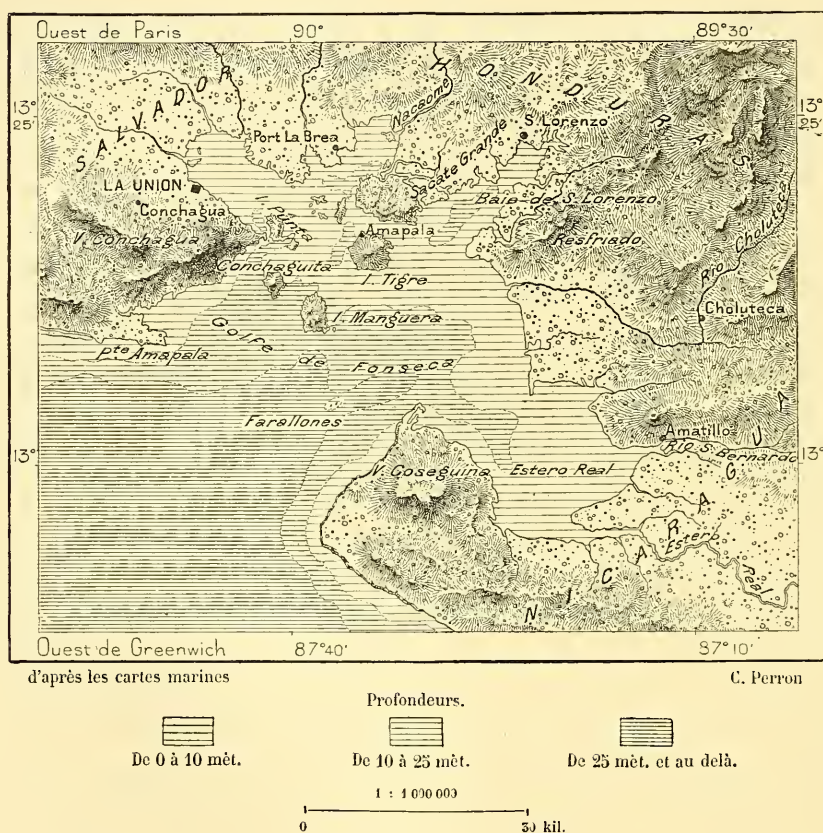 Ouest de Paris 90° 89°30'
13° 25'
13° 25'
SALVADOR
HONDURAS
Nacaome
Port La Brea
S. Lorenzo
Sacate Grande
LA UNION
Conchagua
I. Punta
Baie de S. Lorenzo
V. Conchagua
Amapala
Resfriado
Rio Choluteca
Conchaguita
I. Tigre
I. Manguera
Choluteca
Golfe de Fonseca
Pte Amapala
Farallones
Amatillo
Rio S. Bernardo
13°
13°
V. Coseguina
Estero Real
NICARAGUA
Estero Real
Ouest de Greenwich 87°40' 87°10'
d'après les cartes marines C. Perron
Profondeurs.
De 0 à 10 mèt. De 10 à 25 mèt. De 25 mèt. et au delà.
1 : 1 000 000
0 30 kil.